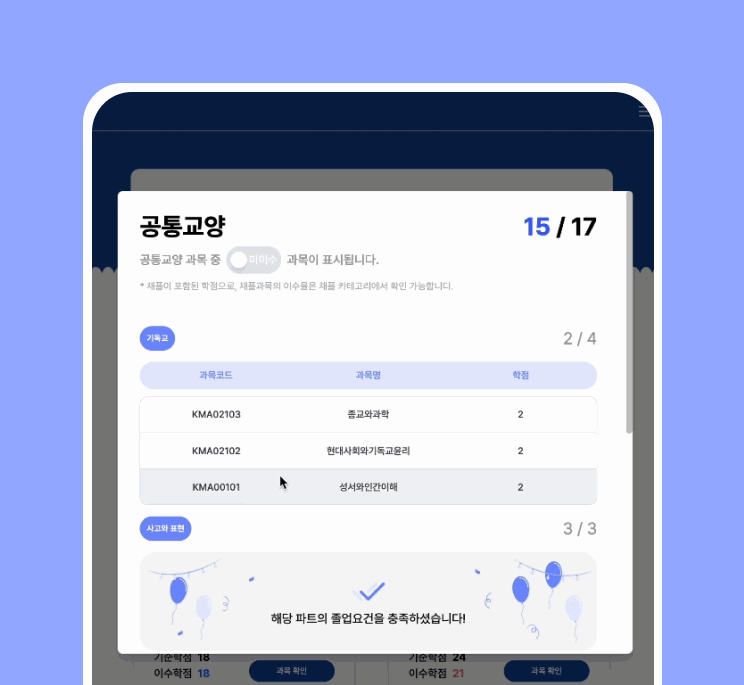 공통교양
15 / 17
공통교양 과목 중 미이수 과목이 표시됩니다.
* 채플이 포함된 학점으로, 채플과목의 이수율은 채플 카테고리에서 확인 가능합니다.
기독교
2 / 4
과목코드 과목명 학점
KMA02103 종교와과학 2
KMA02102 현대사회와기독교윤리 2
KMA00101 성서와인간이해 2
사고와 표현
3 / 3
해당 파트의 졸업요건을 충족하셨습니다!
기준학점 18
이수학점 18
과목 확인
기준학점 24
이수학점 21
과목 확인